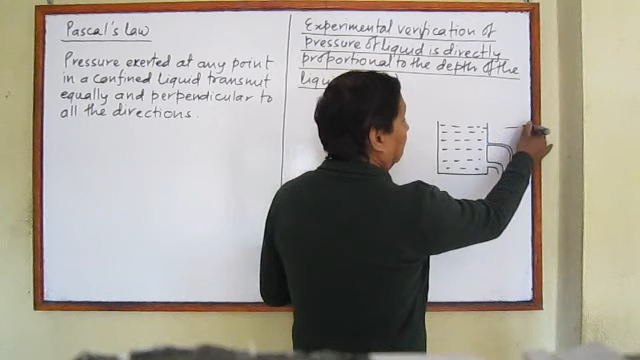 Pascal's law
Pressure exerted at any point
in a confined liquid transmit
equally and perpendicular to
all the directions.
Experimental verification of
pressure of liquid is directly
proportional to the depth of the